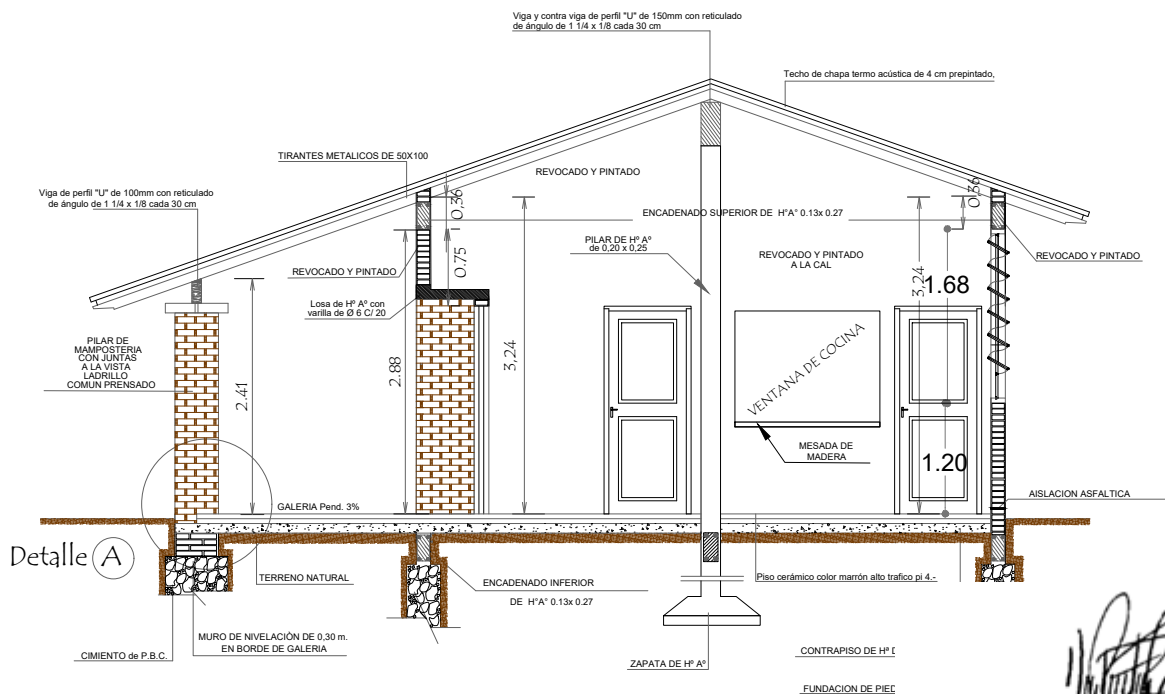 Viga y contra viga de perfil "U" de 150mm con reticulado
de ángulo de 1 1/4 x 1/8 cada 30 cm
Techo de chapa termo acústica de 4 cm prepintado,
TIRANTES METALICOS DE 50X100
REVOCADO Y PINTADO
Viga de perfil "U" de 100mm con reticulado
de ángulo de 1 1/4 x 1/8 cada 30 cm
0,36
0,36
ENCADENADO SUPERIOR DE HºA° 0.13x 0.27
PILAR DE Hº Aº
de 0,20 x 0,25
REVOCADO Y PINTADO
A LA CAL
REVOCADO Y PINTADO
REVOCADO Y PINTADO
0.75
3,24
1.68
Losa de Hº Aº con
varilla de Ø 6 C/ 20
PILAR DE
MAMPOSTERIA
CON JUNTAS
A LA VISTA
LADRILLO
COMUN PRENSADO
2.41
2.88
3,24
VENTANA DE COCINA
MESADA DE
MADERA
1.20
AISLACION ASFALTICA
GALERIA Pend. 3%
Detalle A
TERRENO NATURAL
ENCADENADO INFERIOR
DE H°A° 0.13x 0.27
Piso cerámico color marrón alto trafico pi 4.-
MURO DE NIVELACIÓN DE 0,30 m.
EN BORDE DE GALERIA
CIMIENTO de P.B.C.
ZAPATA DE Hº Aº
CONTRAPISO DE Hº
FUNDACION DE PIED